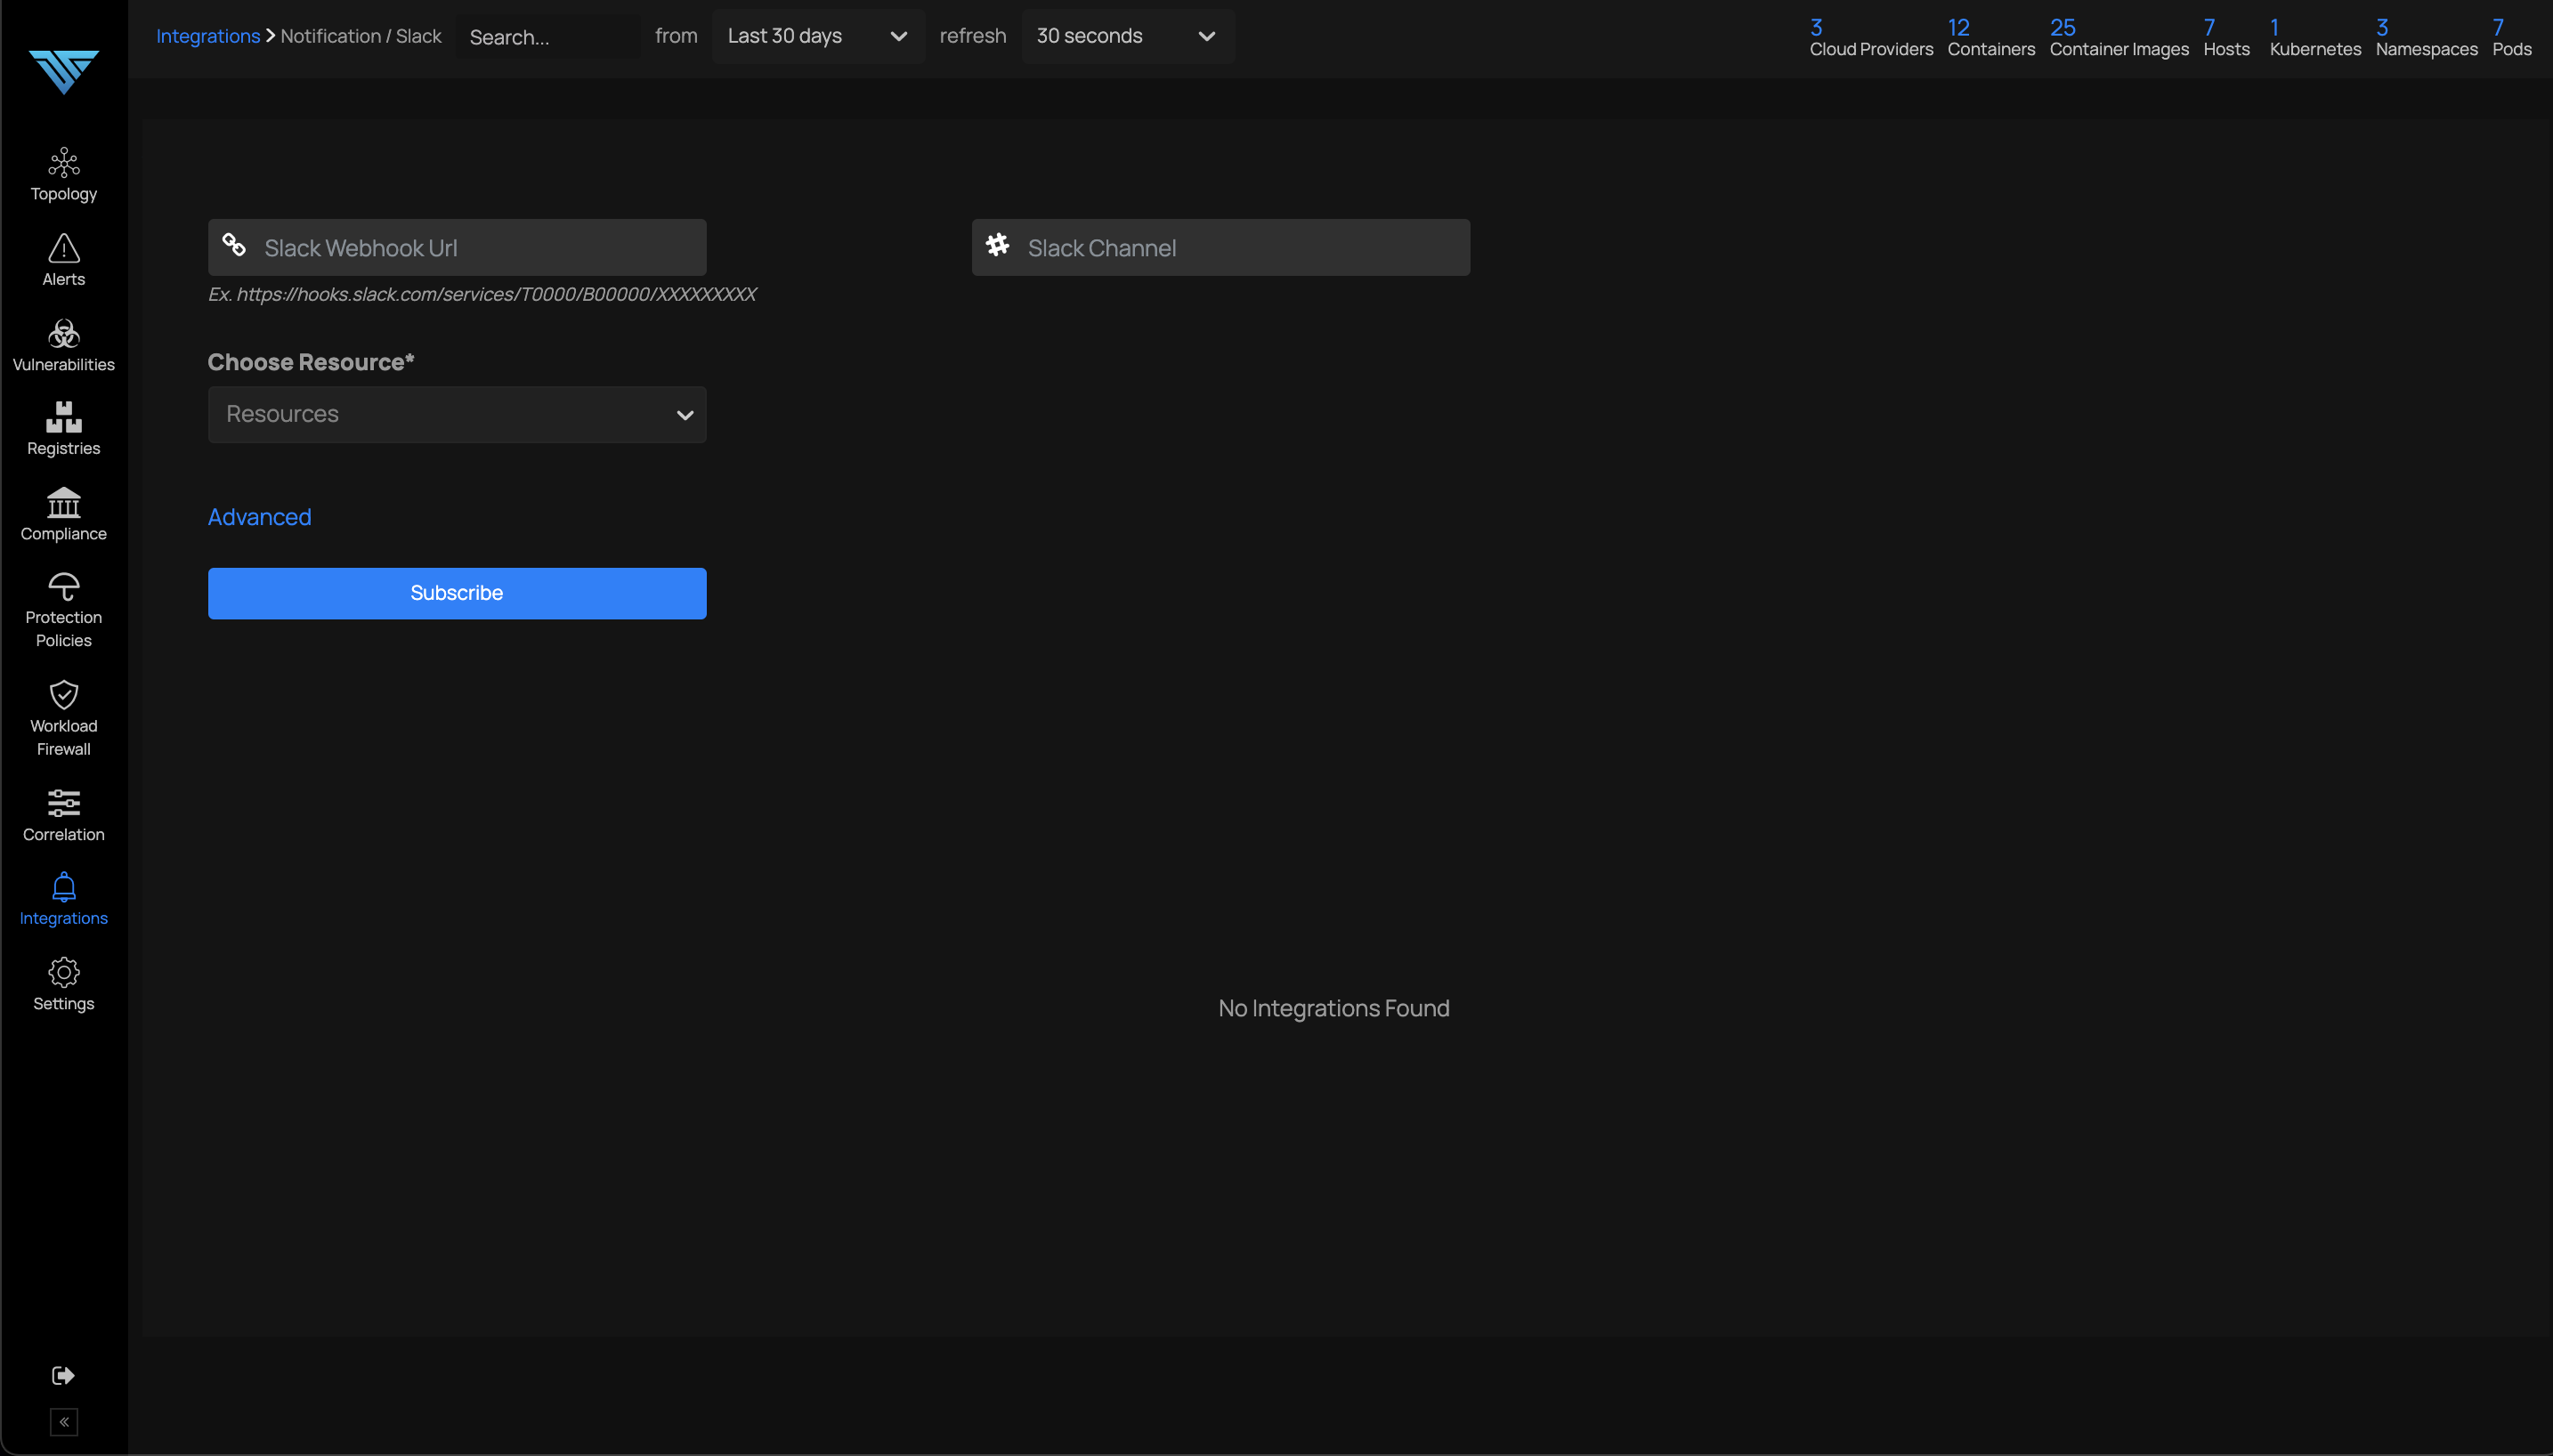 Integrations > Notification / Slack
Search...
from
Last 30 days
refresh
30 seconds
3 Cloud Providers
12 Containers
25 Container Images
7 Hosts
1 Kubernetes
3 Namespaces
7 Pods
Topology
Alerts
Vulnerabilities
Registries
Compliance
Protection
Policies
Workload
Firewall
Correlation
Integrations
Settings
Slack Webhook Url
Slack Channel
Ex. https://hooks.slack.com/services/T0000/B00000/XXXXXXXXX
Choose Resource*
Resources
Advanced
Subscribe
No Integrations Found